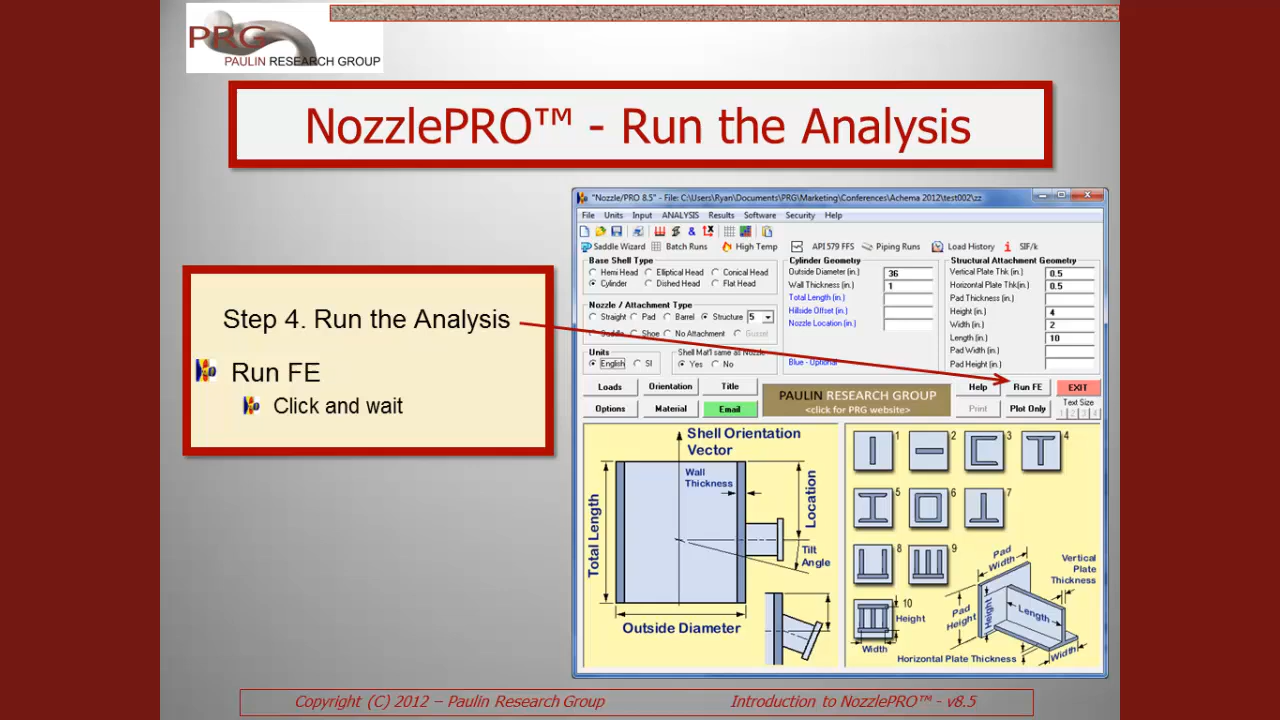 PRG
PAULIN RESEARCH GROUP
NozzlePRO™ - Run the Analysis
Step 4. Run the Analysis
Run FE
Click and wait
"Nozzle/PRO 8.5" - File: C:\Users\Ryan\Documents\PRG\Marketing\Conferences\Achema 2012\test002\zz
File Units Input ANALYSIS Results Software Security Help
Saddle Wizard Batch Runs High Temp API 579 FFS Piping Runs Load History SIF/k
Base Shell Type
Hemi Head Elliptical Head Conical Head
Cylinder Dished Head Flat Head
Nozzle / Attachment Type
Straight Pad Barrel Structure 5
Saddle Shoe No Attachment Gusset
Units
English SI
Shell Mat'l same as Nozzle
Yes No
Cylinder Geometry
Outside Diameter (in.) 36
Wall Thickness (in.) 1
Total Length (in.)
Hillside Offset (in.)
Nozzle Location (in.)
Blue - Optional
Structural Attachment Geometry
Vertical Plate Thk.(in.) 0.5
Horizontal Plate Thk(in.) 0.5
Pad Thickness (in.)
Height (in.) 4
Width (in.) 2
Length (in.) 10
Pad Width (in.)
Pad Height (in.)
Loads Orientation Title
Options Material Email
PAULIN RESEARCH GROUP
<click for PRG website>
Help Run FE EXIT
Print Plot Only
Text Size
1 2 3 4
Shell Orientation
Vector
Wall
Thickness
Total Length
Location
Tilt
Angle
Outside Diameter
1 2 3 4
5 6 7
8 9
10
Height
Width
Pad
Width
Vertical
Plate
Thickness
Pad
Height
Height
Length
Width
Horizontal Plate Thickness
Copyright (C) 2012 – Paulin Research Group
Introduction to NozzlePRO™ - v8.5